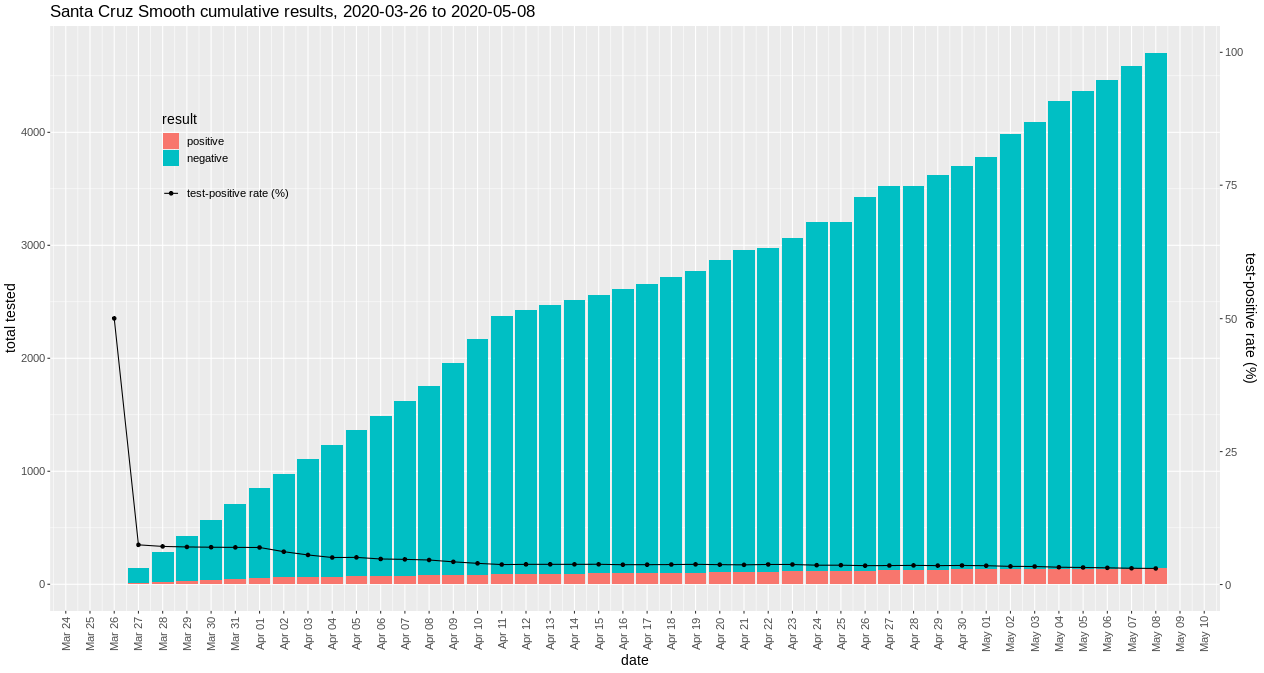 Santa Cruz Smooth cumulative results, 2020-03-26 to 2020-05-08
result
positive
negative
test-positive rate (%)
total tested
4000
3000
2000
1000
0
100
75
50
25
0
test-positive rate (%)
Mar 24
Mar 25
Mar 26
Mar 27
Mar 28
Mar 29
Mar 30
Mar 31
Apr 01
Apr 02
Apr 03
Apr 04
Apr 05
Apr 06
Apr 07
Apr 08
Apr 09
Apr 10
Apr 11
Apr 12
Apr 13
Apr 14
Apr 15
Apr 16
Apr 17
Apr 18
Apr 19
Apr 20
Apr 21
Apr 22
Apr 23
Apr 24
Apr 25
Apr 26
Apr 27
Apr 28
Apr 29
Apr 30
May 01
May 02
May 03
May 04
May 05
May 06
May 07
May 08
May 09
May 10
date